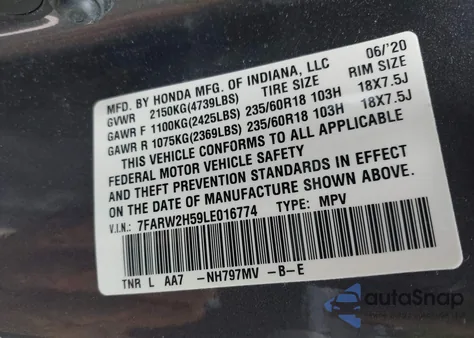 MFD. BY HONDA MFG. OF INDIANA, LLC 06/'20
GVWR 2150KG(4739LBS) TIRE SIZE RIM SIZE
GAWR F 1100KG(2425LBS) 235/60R18 103H 18X7.5J
GAWR R 1075KG(2369LBS) 235/60R18 103H 18X7.5J
THIS VEHICLE CONFORMS TO ALL APPLICABLE
FEDERAL MOTOR VEHICLE SAFETY
AND THEFT PREVENTION STANDARDS IN EFFECT
ON THE DATE OF MANUFACTURE SHOWN ABOVE.
V.I.N.: 7FARW2H59LE016774 TYPE: MPV
TNR L AA7 -NH797MV -B-E
autoSnap